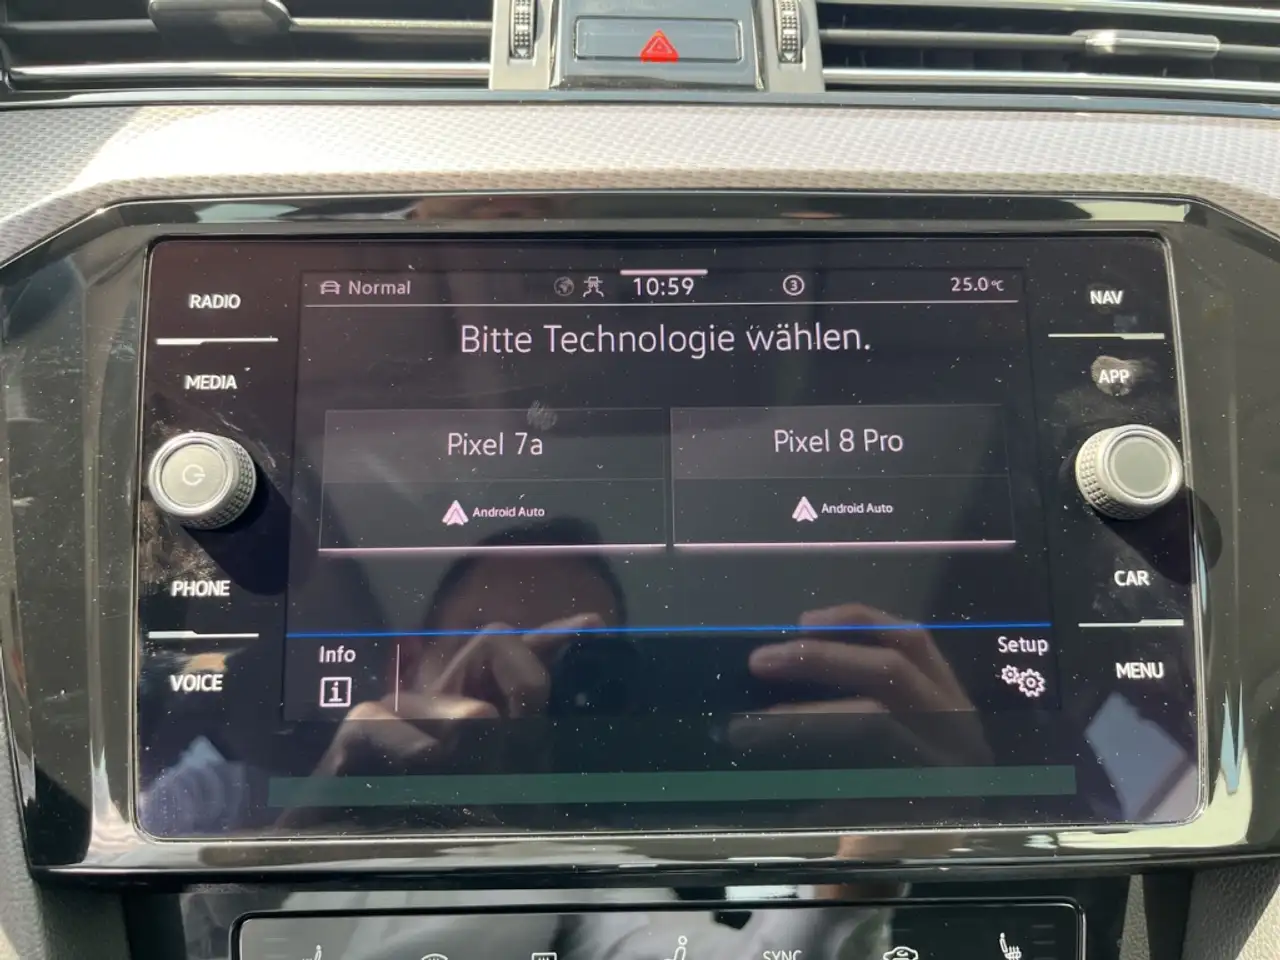 Normal 10:59 3 25.0°C
RADIO
NAV
Bitte Technologie wählen.
MEDIA
APP
Pixel 7a
Pixel 8 Pro
Android Auto
Android Auto
PHONE
CAR
Info
Setup
VOICE
MENU
SYNC